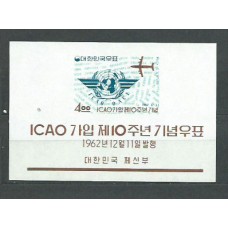 대한민국우표
4.00 ICAO가입제10주년기념
ICAO 가입 제10주년 기념우표
1962년12월11일발행
대한민국 체신부